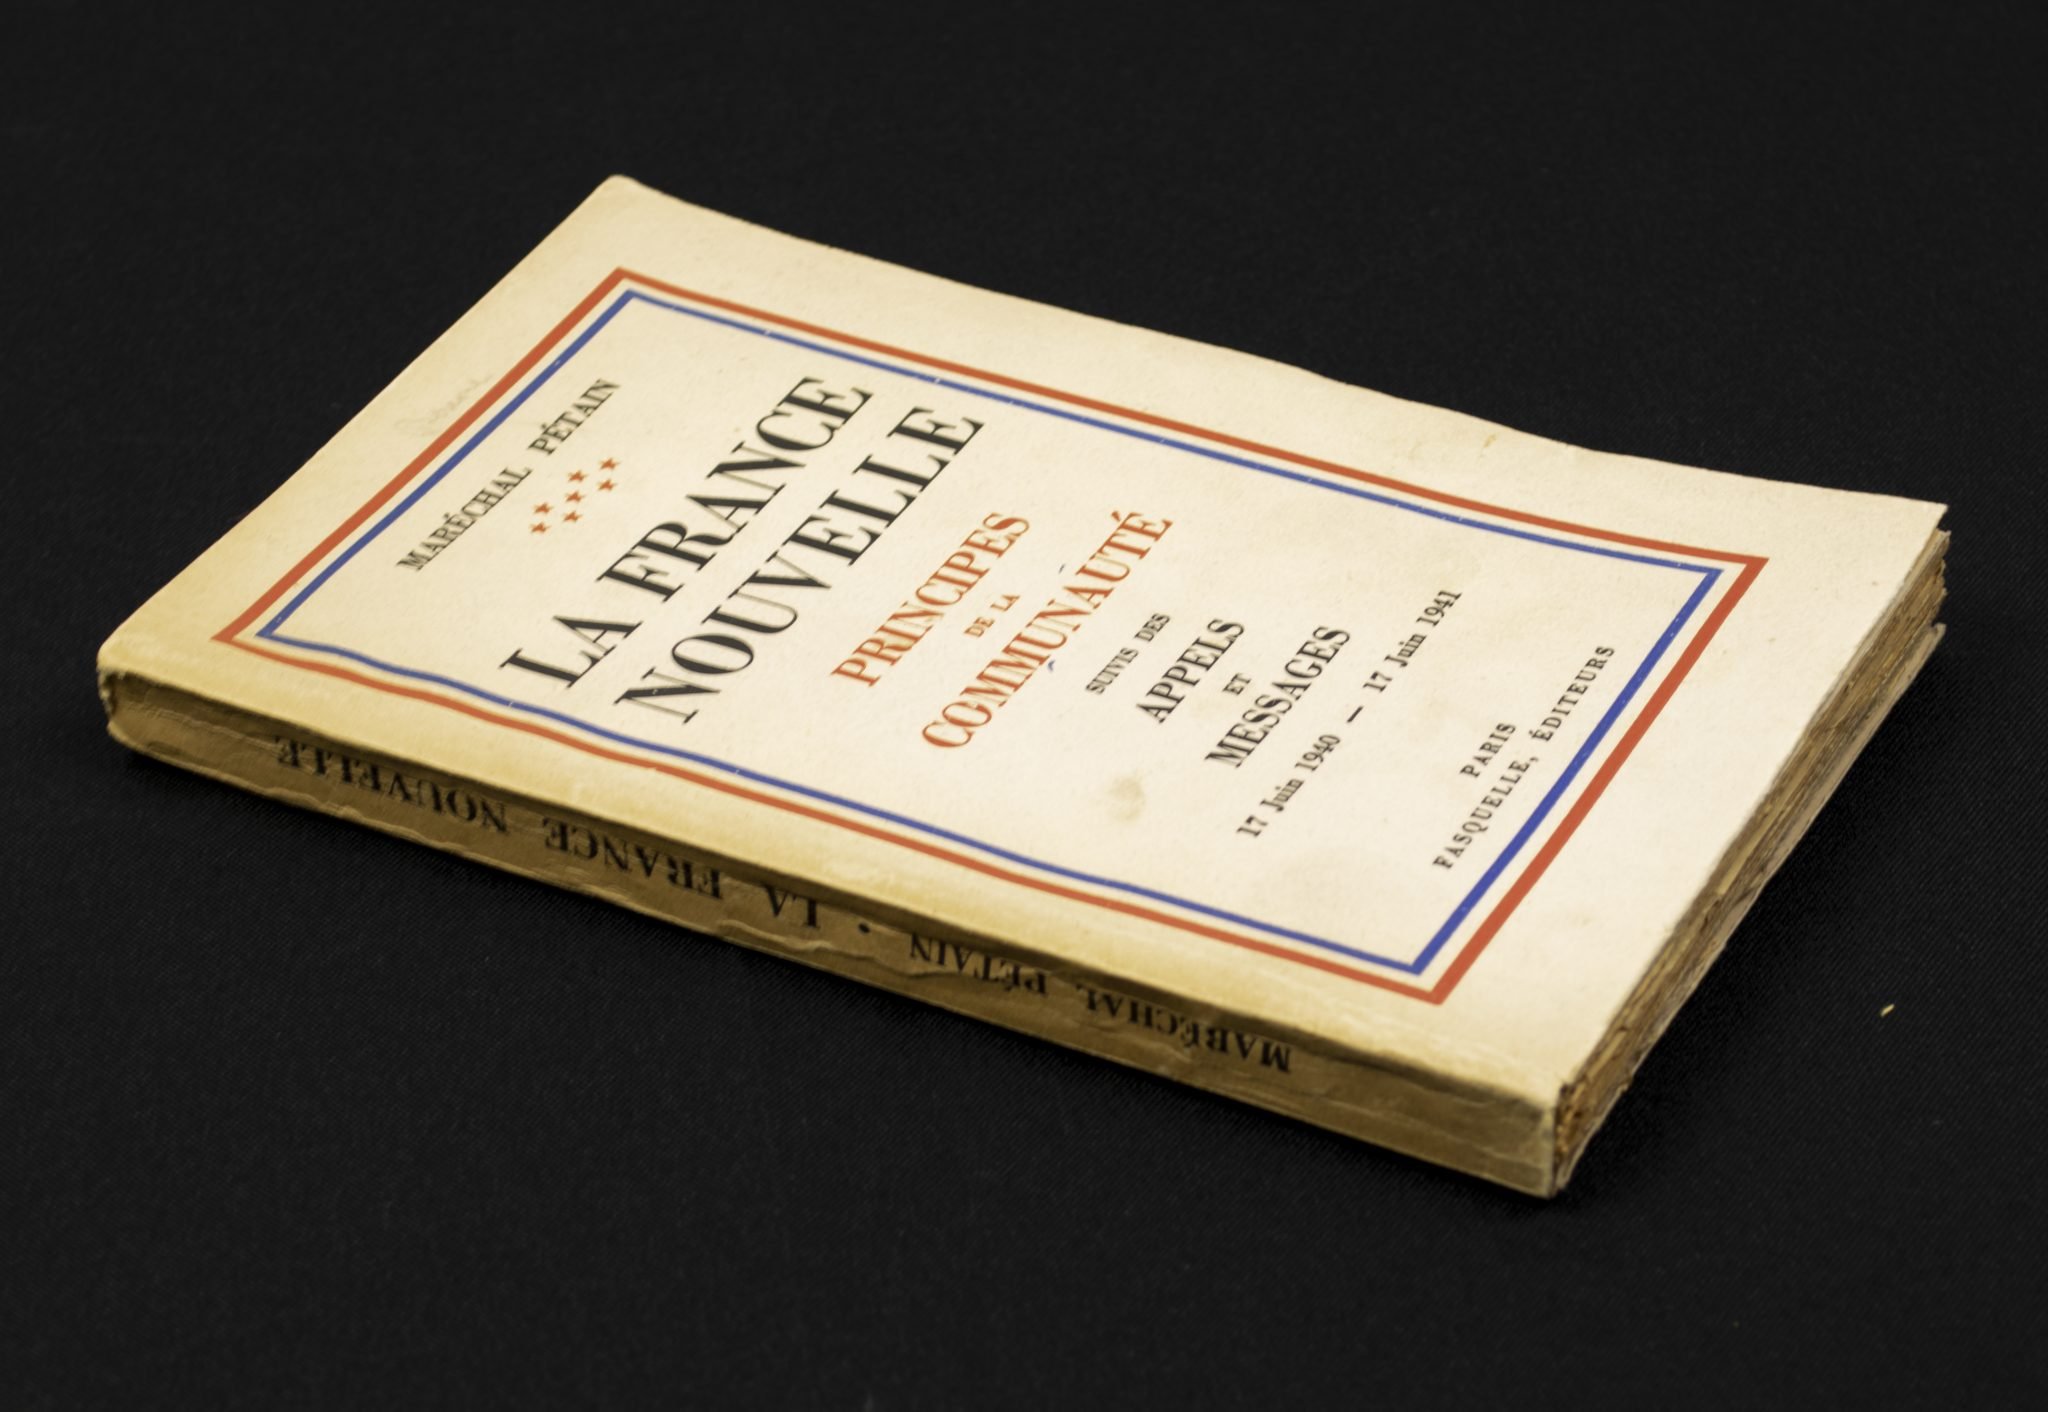 MARÉCHAL PÉTAIN
LA FRANCE
NOUVELLE
PRINCIPES
DE LA
COMMUNAUTÉ
SUIVIS DES
APPELS
ET
MESSAGES
17 Juin 1940 — 17 Juin 1941
PARIS
FASQUELLE, ÉDITEURS
MARÉCHAL PÉTAIN · LA FRANCE NOUVELLE